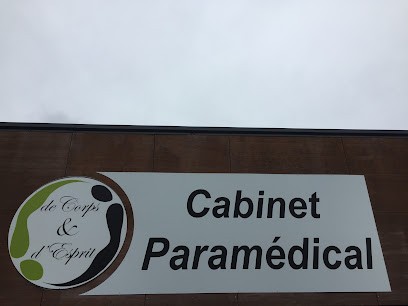 de Corps
&
d'Esprit
Cabinet
Paramédical